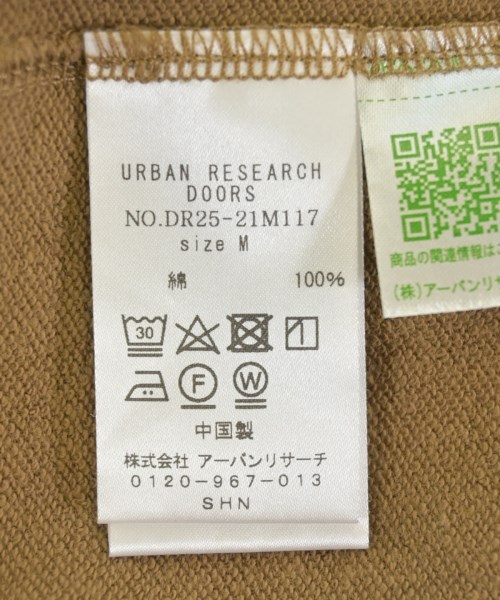 URBAN RESEARCH
DOORS
NO.DR25-21M117
size M
綿 100%
30
F W
中国製
株式会社 アーバンリサーチ
0120-967-013
SHN
商品の関連情報は
(株)アーバンリサ